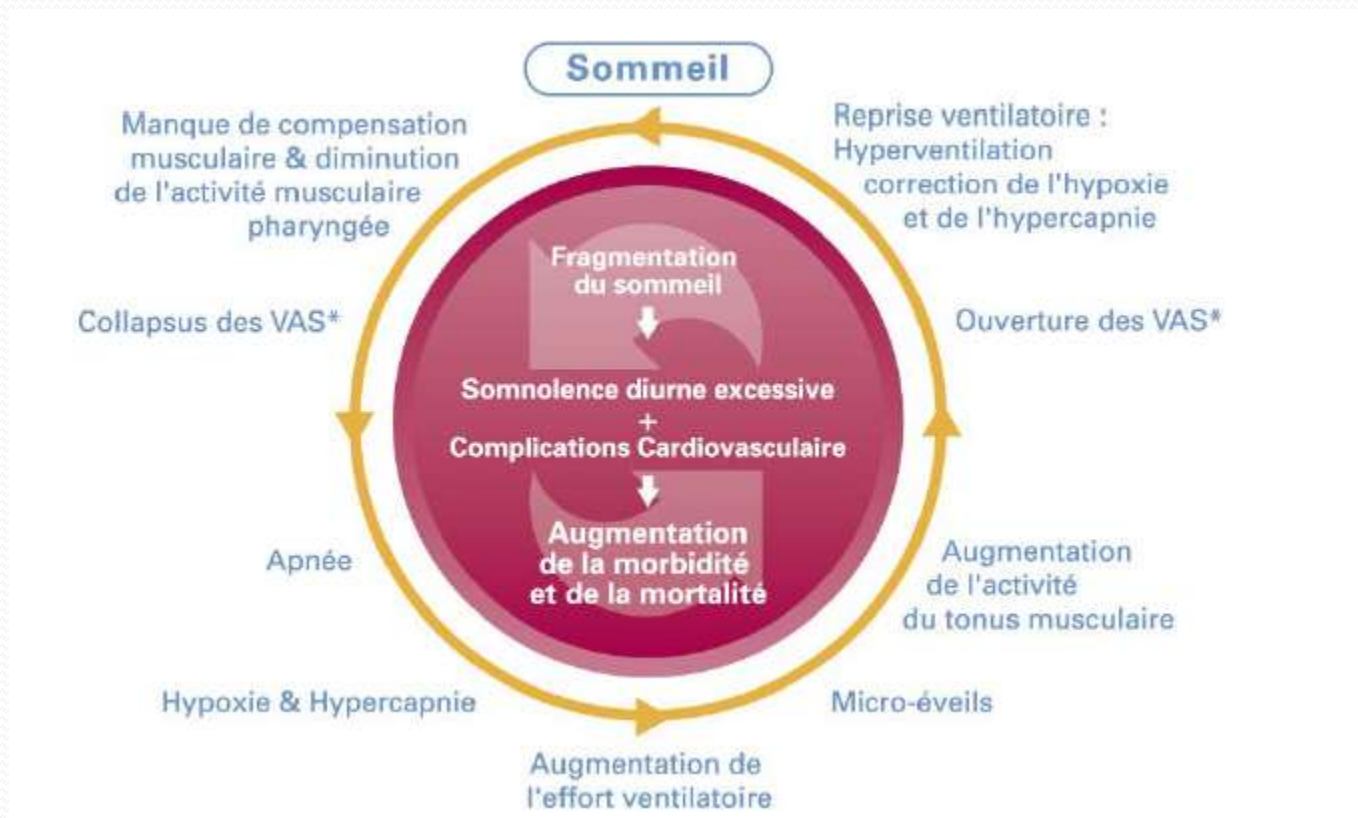 Sommeil
Manque de compensation
musculaire & diminution
de l'activité musculaire
pharyngée
Collapsus des VAS*
Apnée
Hypoxie & Hypercapnie
Augmentation de
l'effort ventilatoire
Micro-éveils
Augmentation
de l'activité
du tonus musculaire
Ouverture des VAS*
Reprise ventilatoire :
Hyperventilation
correction de l'hypoxie
et de l'hypercapnie
Fragmentation
du sommeil
Somnolence diurne excessive
+
Complications Cardiovasculaire
Augmentation
de la morbidité
et de la mortalité